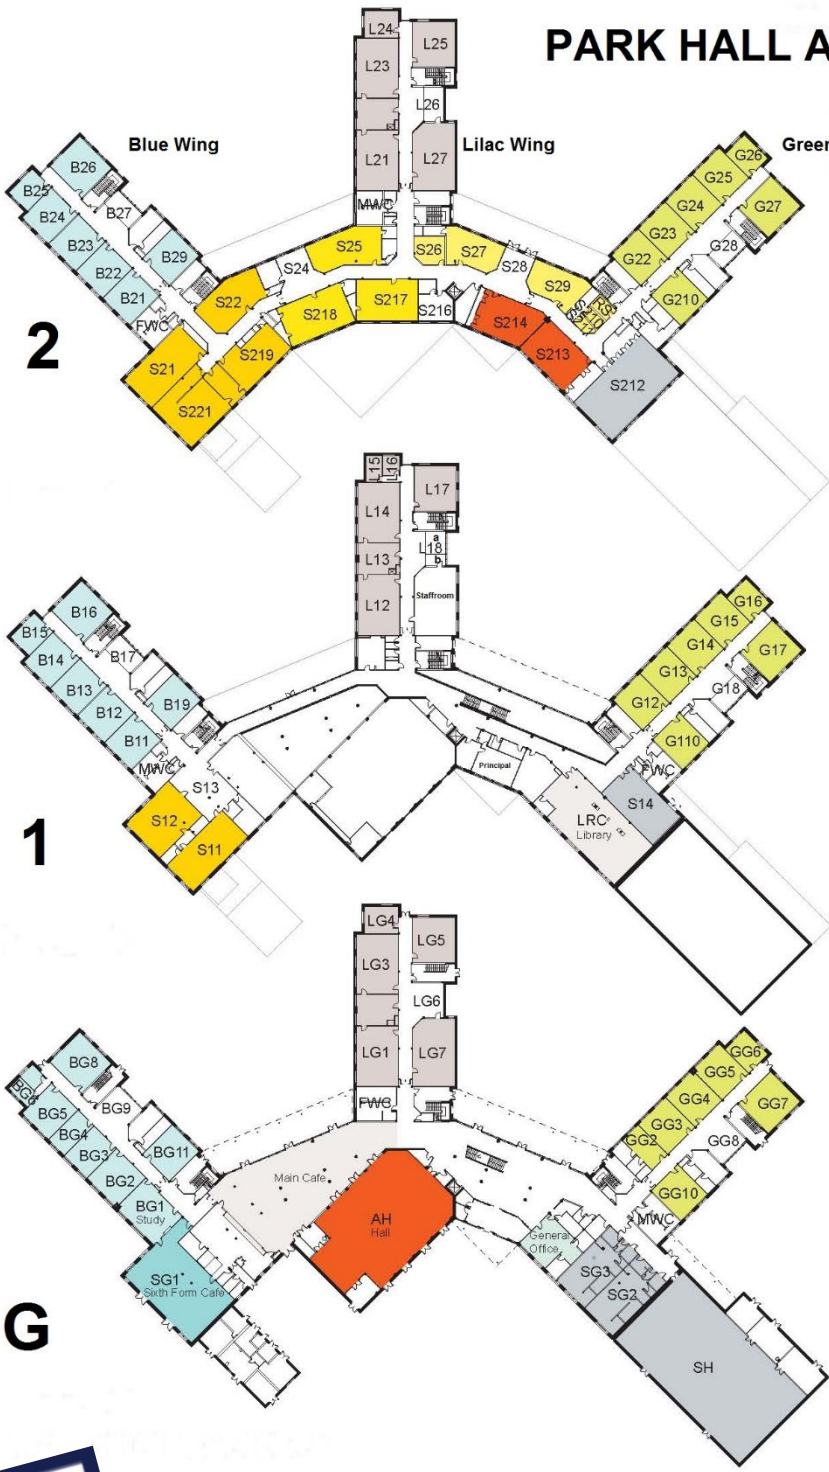 PARK HALL A
Blue Wing
Lilac Wing
Green
2
L24
L25
L23
L26
L21
L27
MWC
B26
B25
B27
B24
B23
B29
B22
B21
FWC
G26
G25
G27
G24
G23
G28
G22
G210
S25
S24
S26
S27
S28
S22
S29
S218
S217
S216
S214
S219
S213
S21
S212
S221
1
L15
L16
L17
L14
L18
a
b
L13
L12
Staffroom
B16
B15
B17
B14
B13
B19
B12
B11
MWC
G16
G15
G17
G14
G13
G18
G12
G110
FWC
S13
Principal
S12
S14
S11
LRC
Library
G
LG4
LG5
LG3
LG6
LG1
LG7
FWC
BG8
BG6
BG9
BG5
BG4
BG11
BG3
BG2
BG1
Study
GG6
GG5
GG7
GG4
GG3
GG8
GG2
GG10
MWC
Main Cafe
AH
Hall
General
Office
SG3
SG2
SG1
Sixth Form Cafe
SH